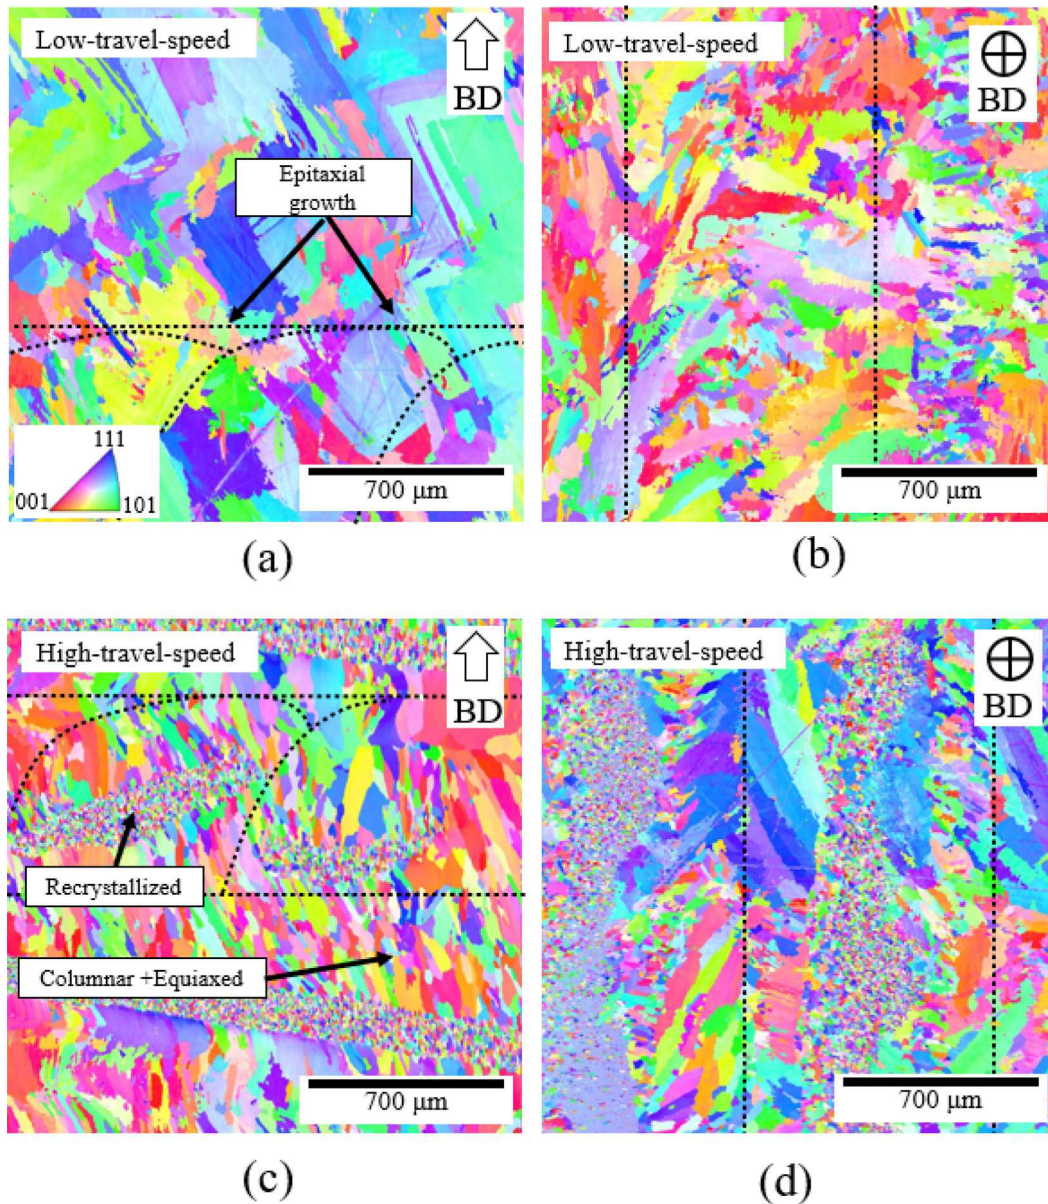 Low-travel-speed
BD
Epitaxial
growth
111
001
101
700 μm
(a)
Low-travel-speed
BD
700 μm
(b)
High-travel-speed
BD
Recrystallized
Columnar +Equiaxed
700 μm
(c)
High-travel-speed
BD
700 μm
(d)